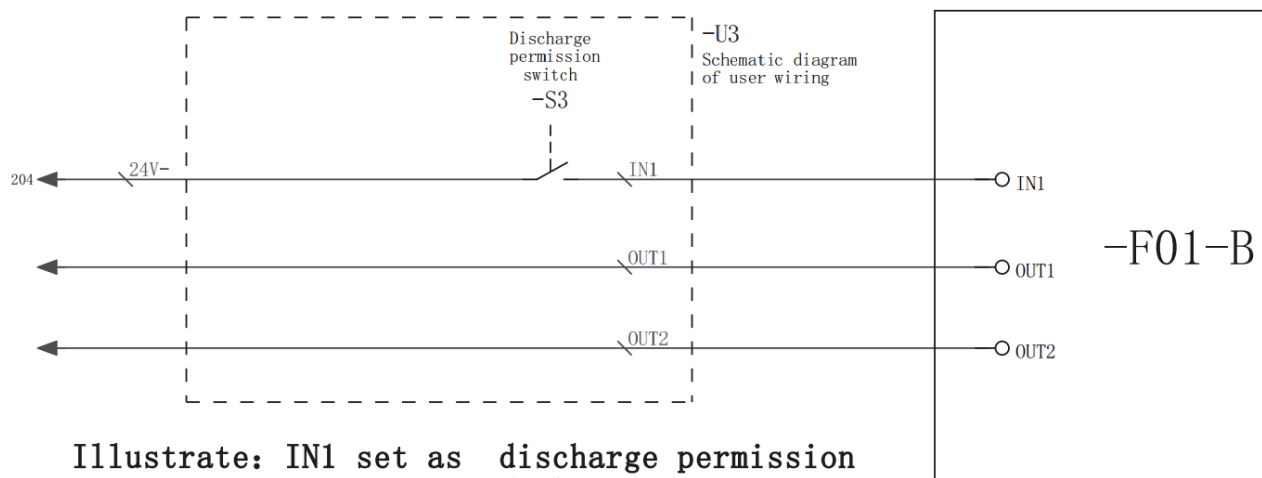 Discharge
permission
switch
-S3
-U3
Schematic diagram
of user wiring
204
24V-
IN1
IN1
OUT1
OUT1
OUT2
OUT2
-F01-B
Illustrate: IN1 set as discharge permission